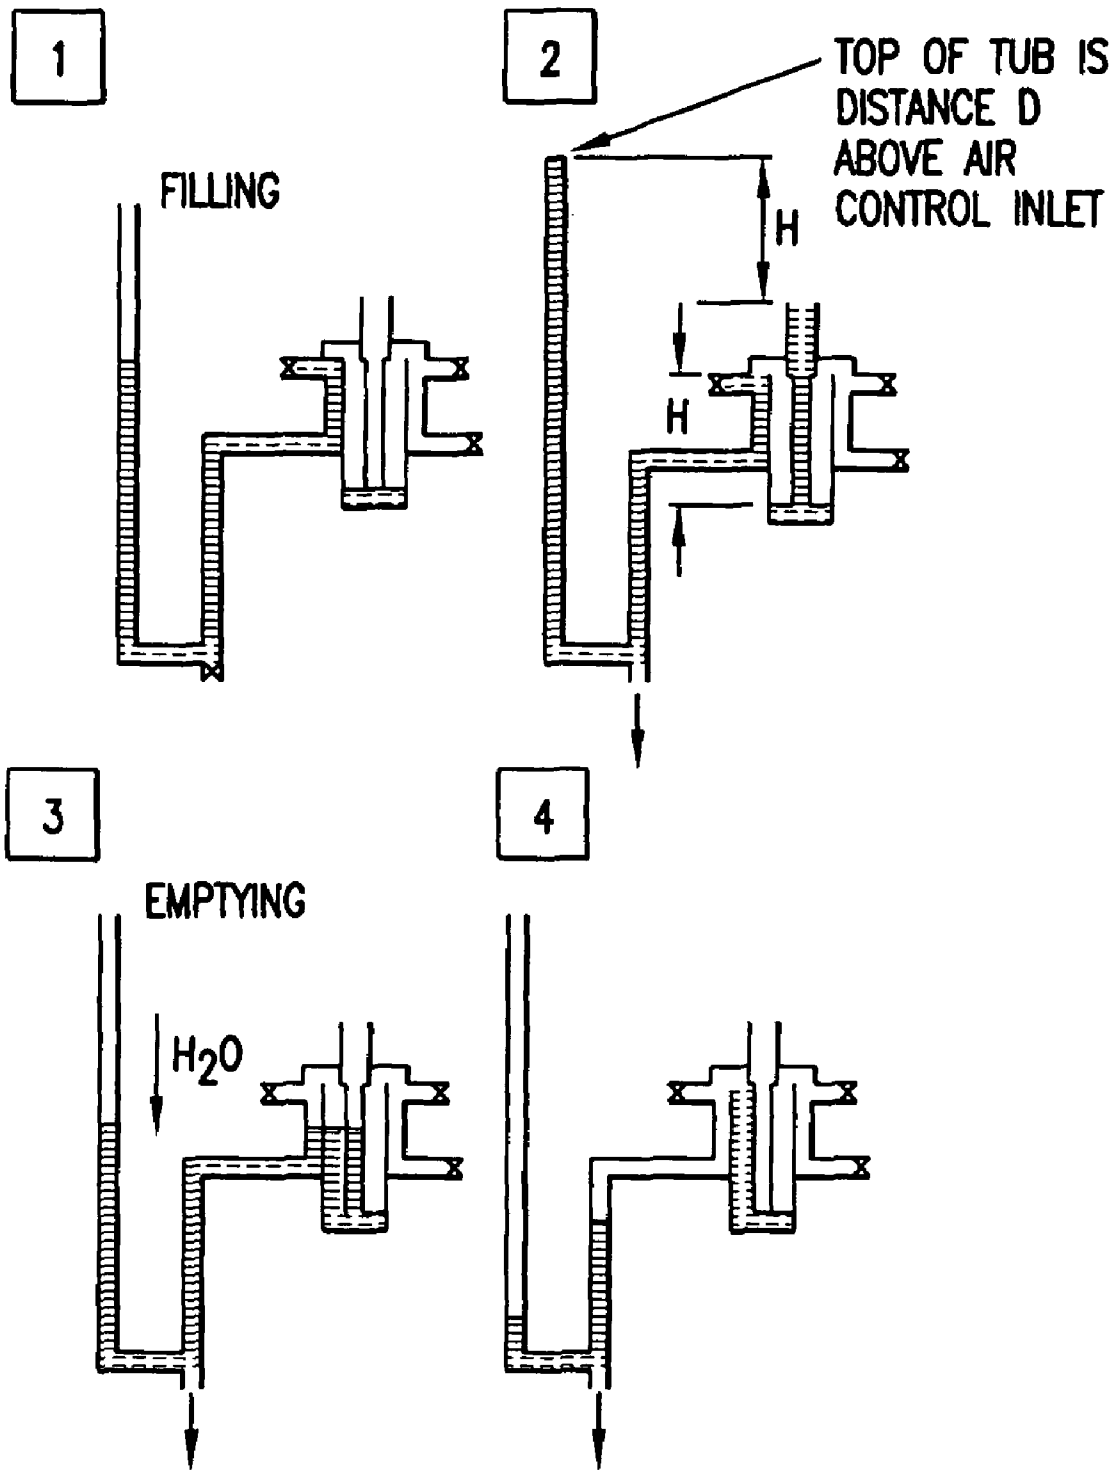 1
2
TOP OF TUB IS
DISTANCE D
ABOVE AIR
CONTROL INLET
FILLING
H
H
3
4
EMPTYING
H₂O